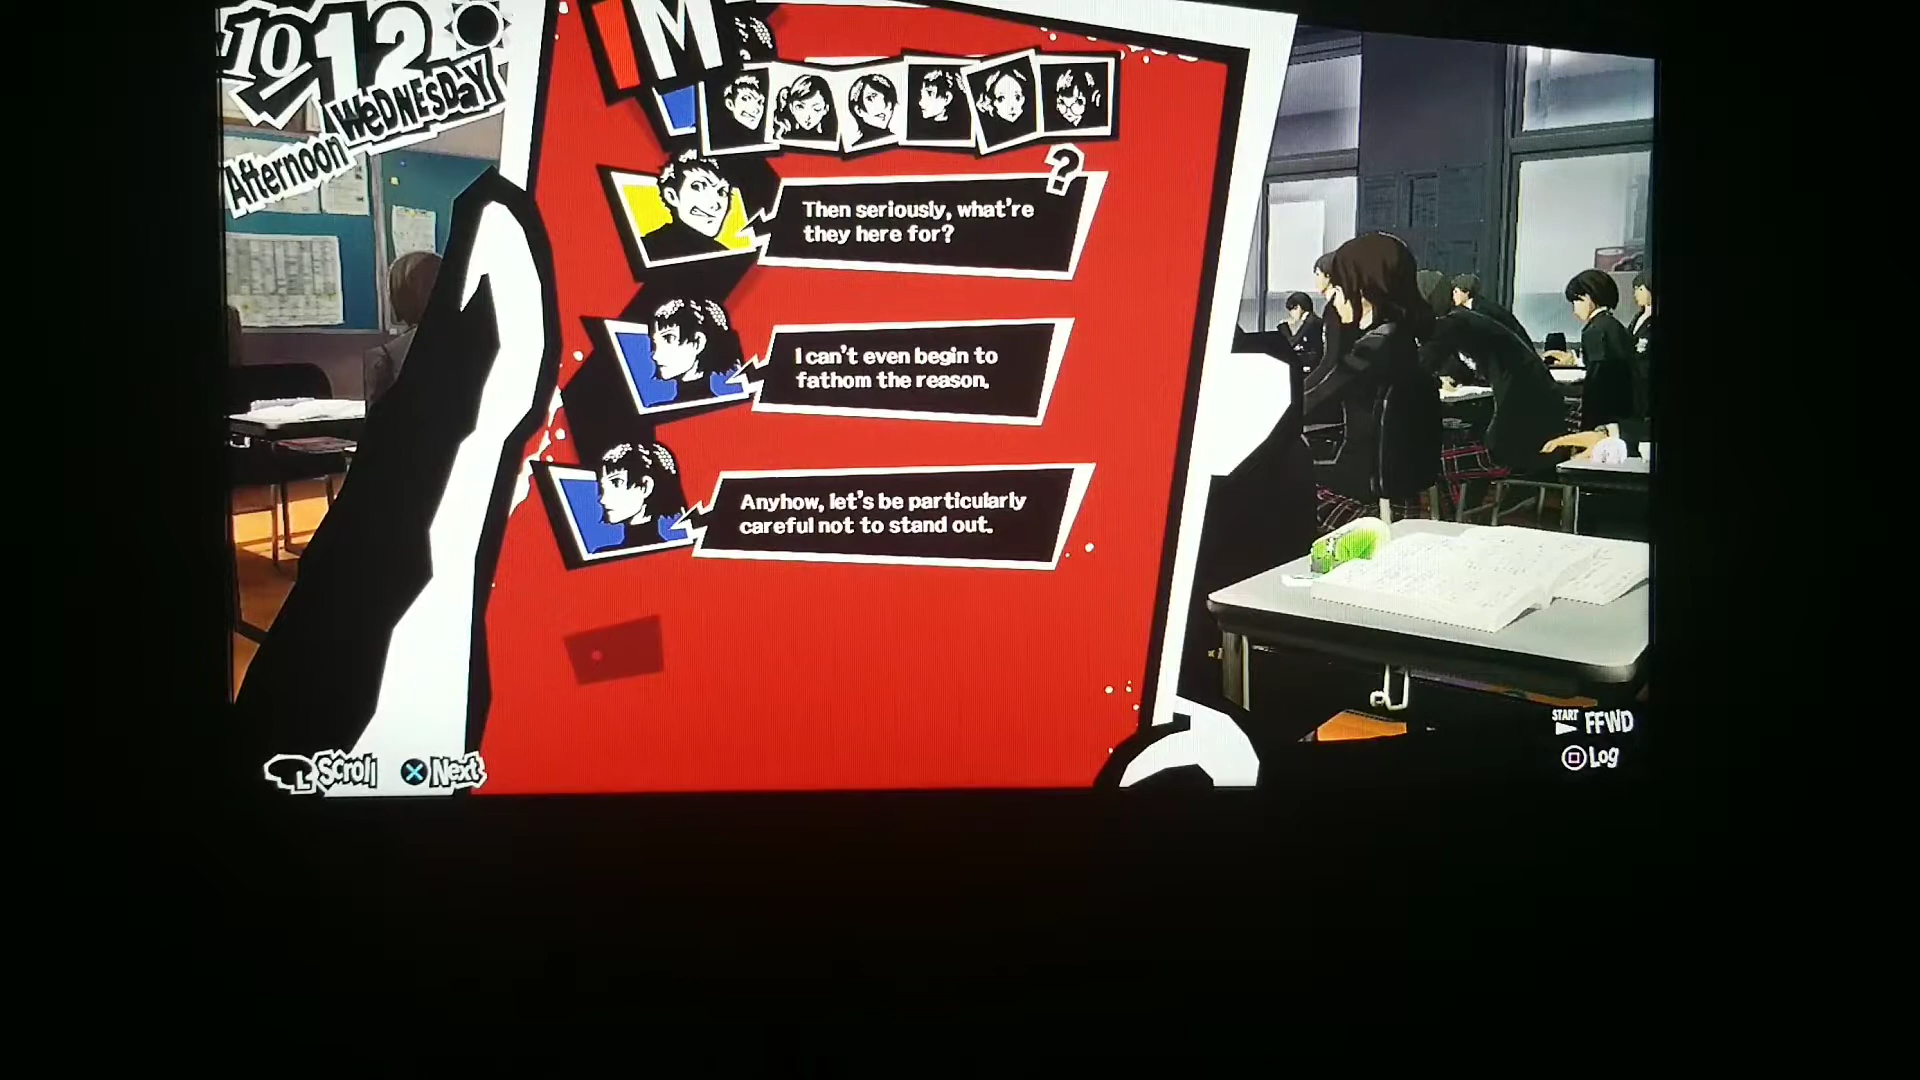 10 12
Wednesday
Afternoon
IM
?
Then seriously, what're
they here for?
I can't even begin to
fathom the reason.
Anyhow, let's be particularly
careful not to stand out.
L Scroll
Next
START
FFWD
Log